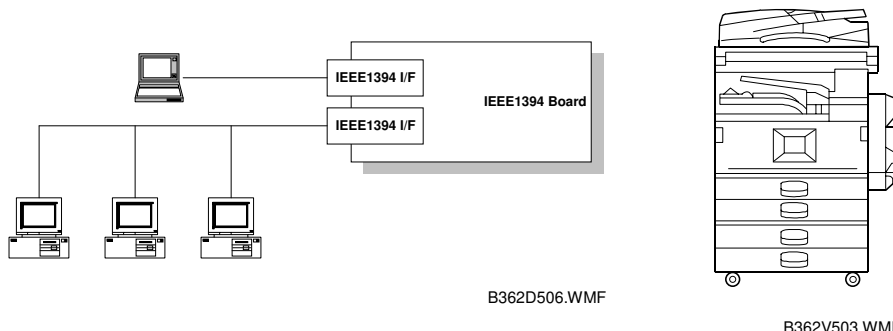 IEEE1394 I/F
IEEE1394 Board
IEEE1394 I/F
B362D506.WMF
B362V503.WMF